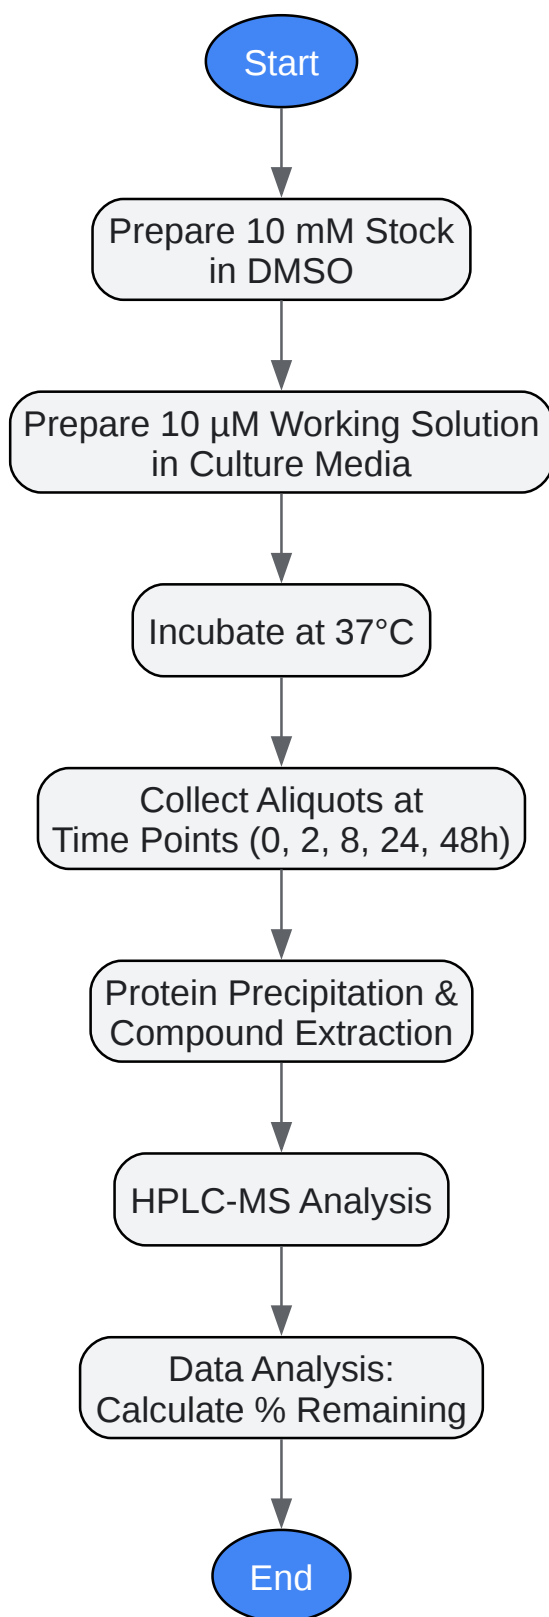 Start
Prepare 10 mM Stock
in DMSO
Prepare 10 µM Working Solution
in Culture Media
Incubate at 37°C
Collect Aliquots at
Time Points (0, 2, 8, 24, 48h)
Protein Precipitation &
Compound Extraction
HPLC-MS Analysis
Data Analysis:
Calculate % Remaining
End